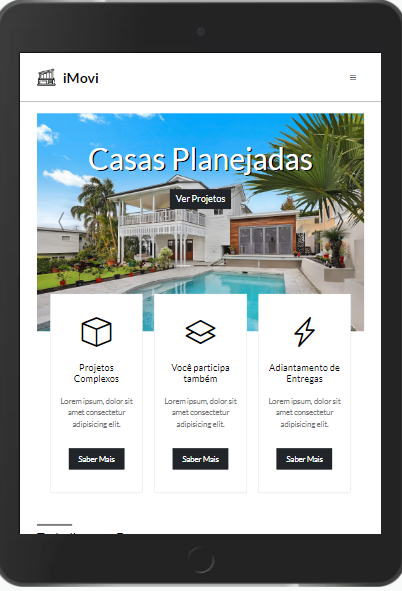 iMovi
Casas Planejadas
Ver Projetos
Projetos
Complexos
Lorem ipsum, dolor sit
amet consectetur
adipisicing elit.
Saber Mais
Você participa
também
Lorem ipsum, dolor sit
amet consectetur
adipisicing elit.
Saber Mais
Adiantamento de
Entregas
Lorem ipsum, dolor sit
amet consectetur
adipisicing elit.
Saber Mais